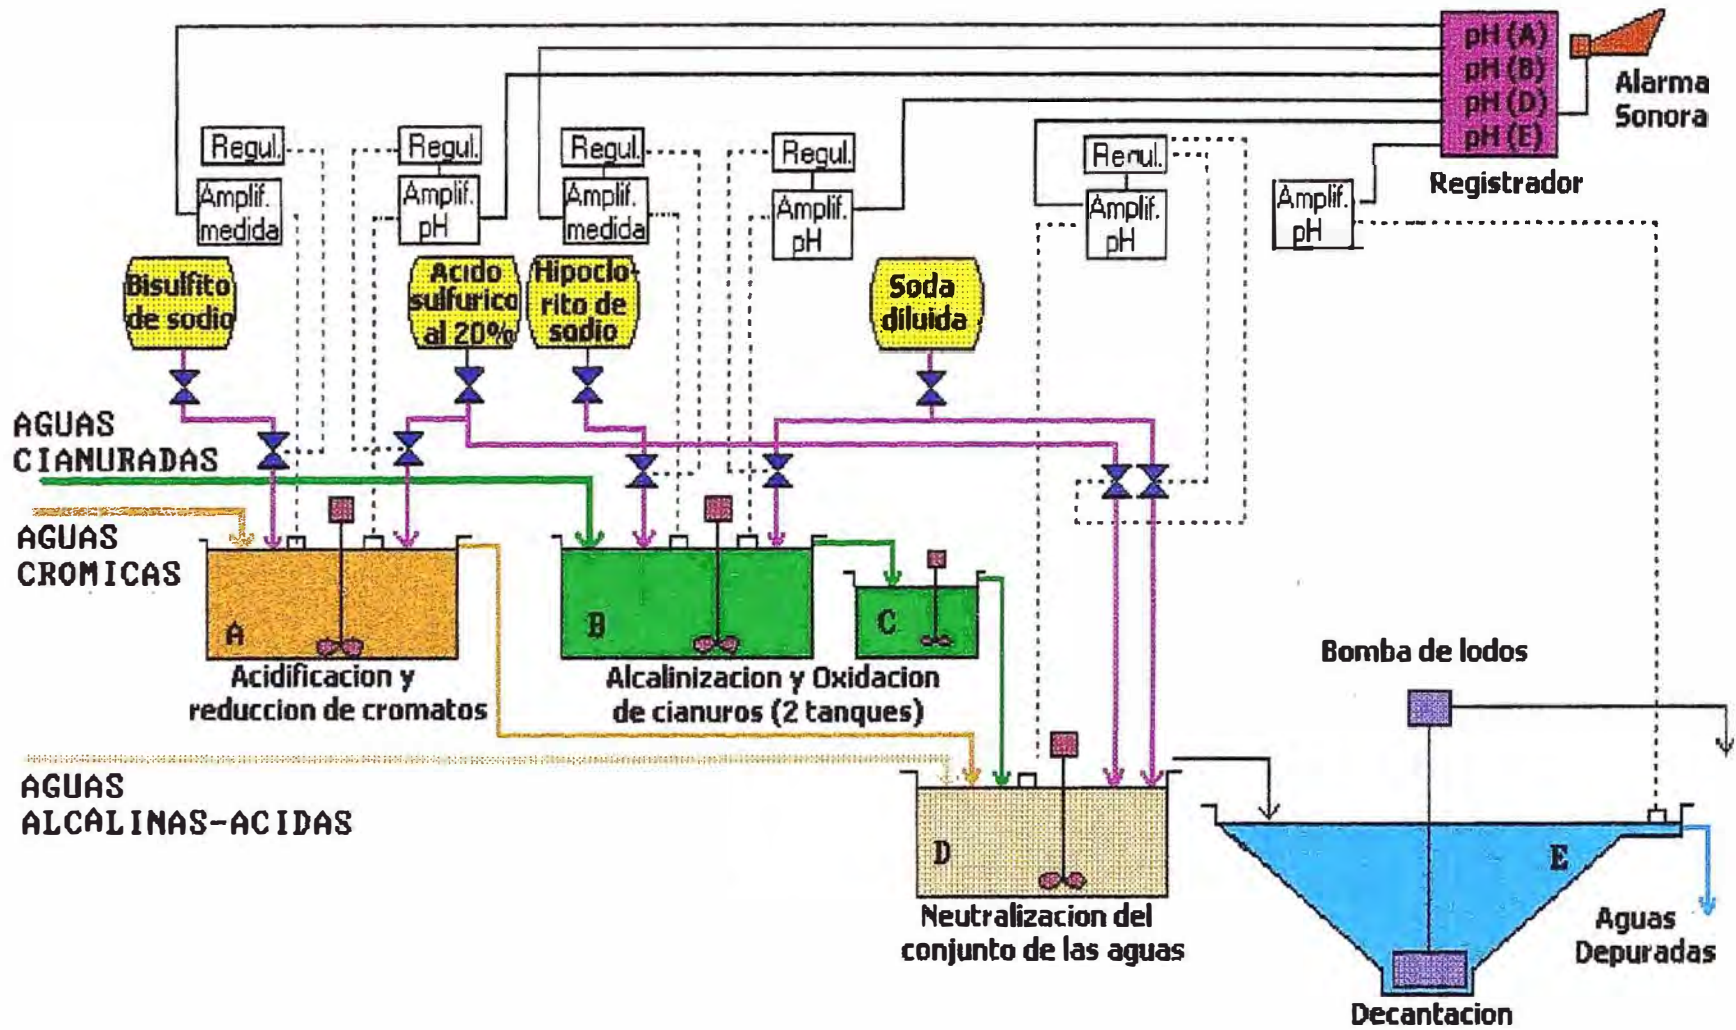 pH (A)
pH (B)
pH (D)
pH (E)
Alarma
Sonora
Registrador
Regul.
Amplif.
medida
Regul.
Amplif.
pH
Regul.
Amplif.
medida
Regul.
Amplif.
pH
Regul.
Amplif.
pH
Amplif.
pH
Bisulfito
de sodio
Acido
sulfurico
al 20%
Hipoclo-
rito de
sodio
Soda
diluida
AGUAS
CIANURADAS
AGUAS
CROMICAS
A
B
C
Acidificacion y
reduccion de cromatos
Alcalinizacion y Oxidacion
de cianuros (2 tanques)
Bomba de lodos
AGUAS
ALCALINAS-ACIDAS
D
E
Neutralizacion del
conjunto de las aguas
Aguas
Depuradas
Decantacion